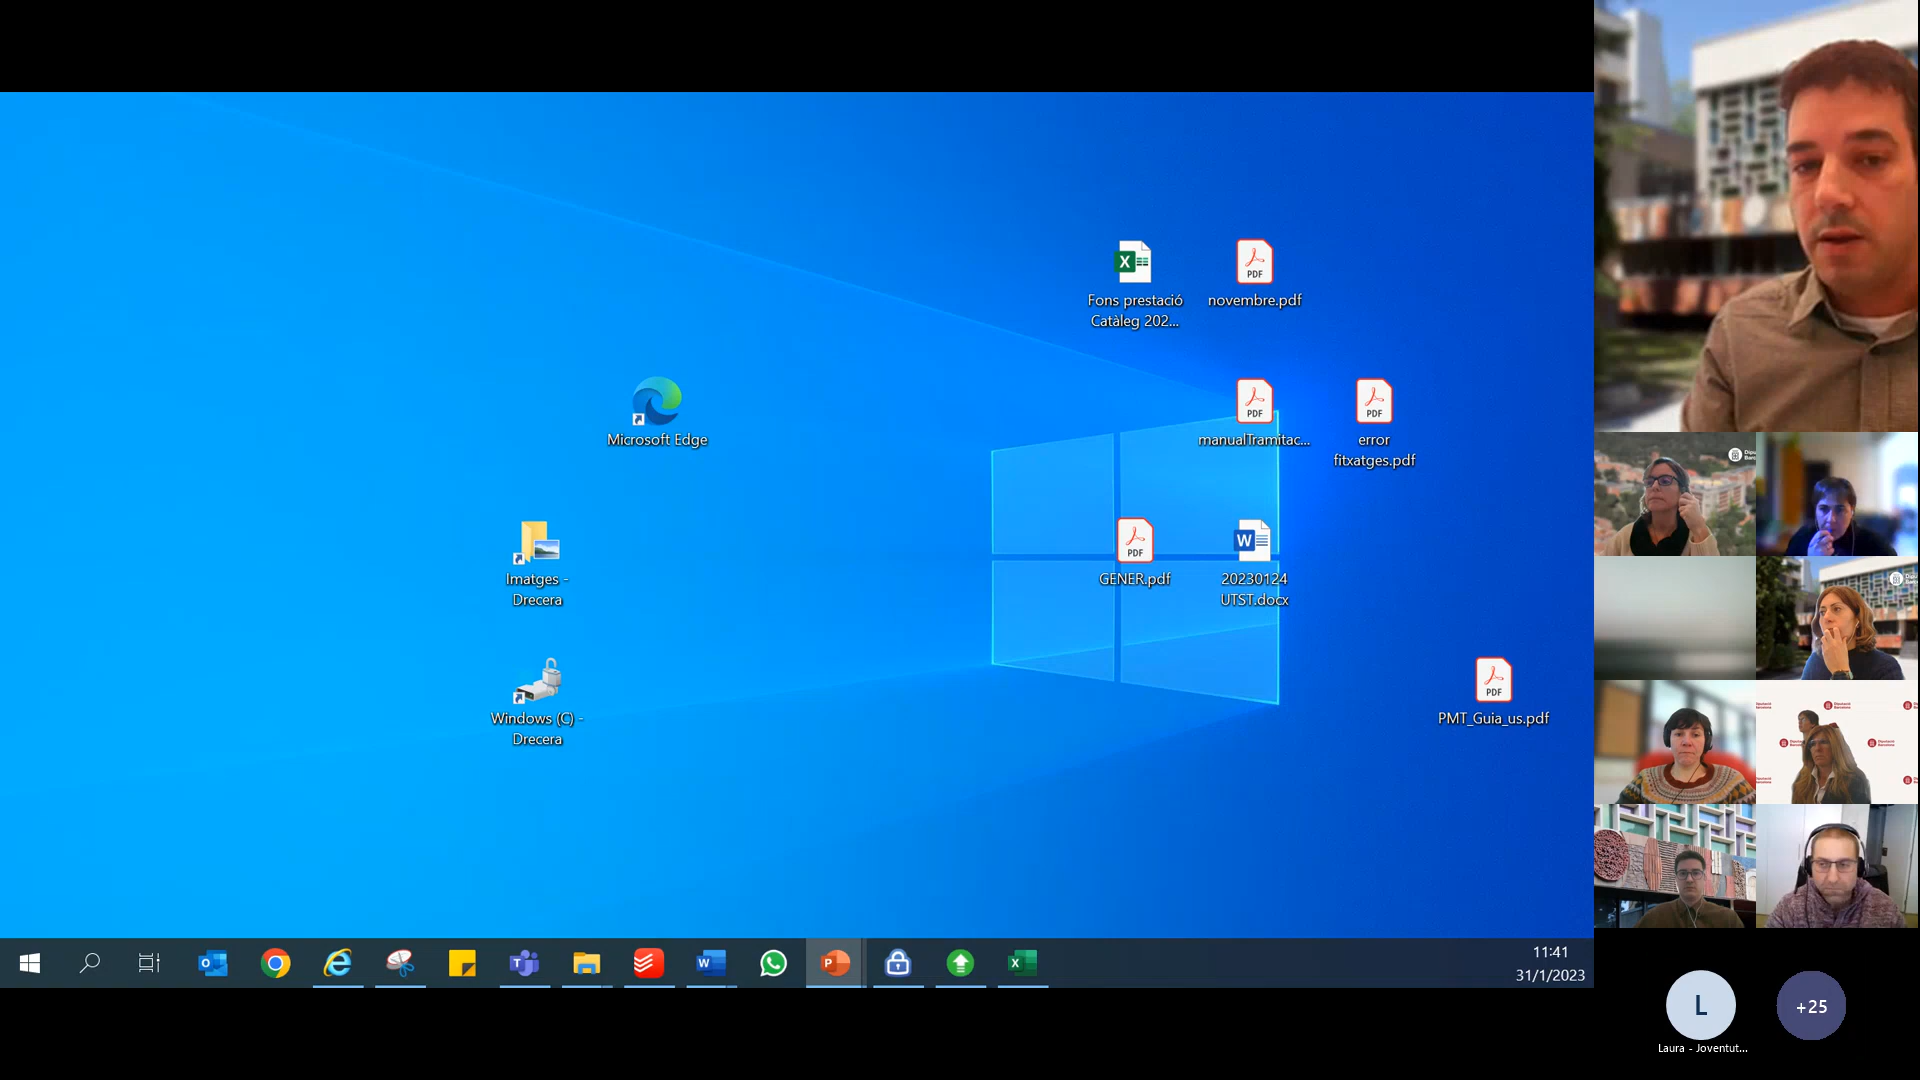 Fons prestació
Catàleg 202...
novembre.pdf
Microsoft Edge
manualTramitac...
error
fitxatges.pdf
Imatges -
Drecera
GENER.pdf
20230124
UTST.docx
Windows (C) -
Drecera
PMT_Guia_us.pdf
11:41
31/1/2023
L
+25
Laura - Joventut...